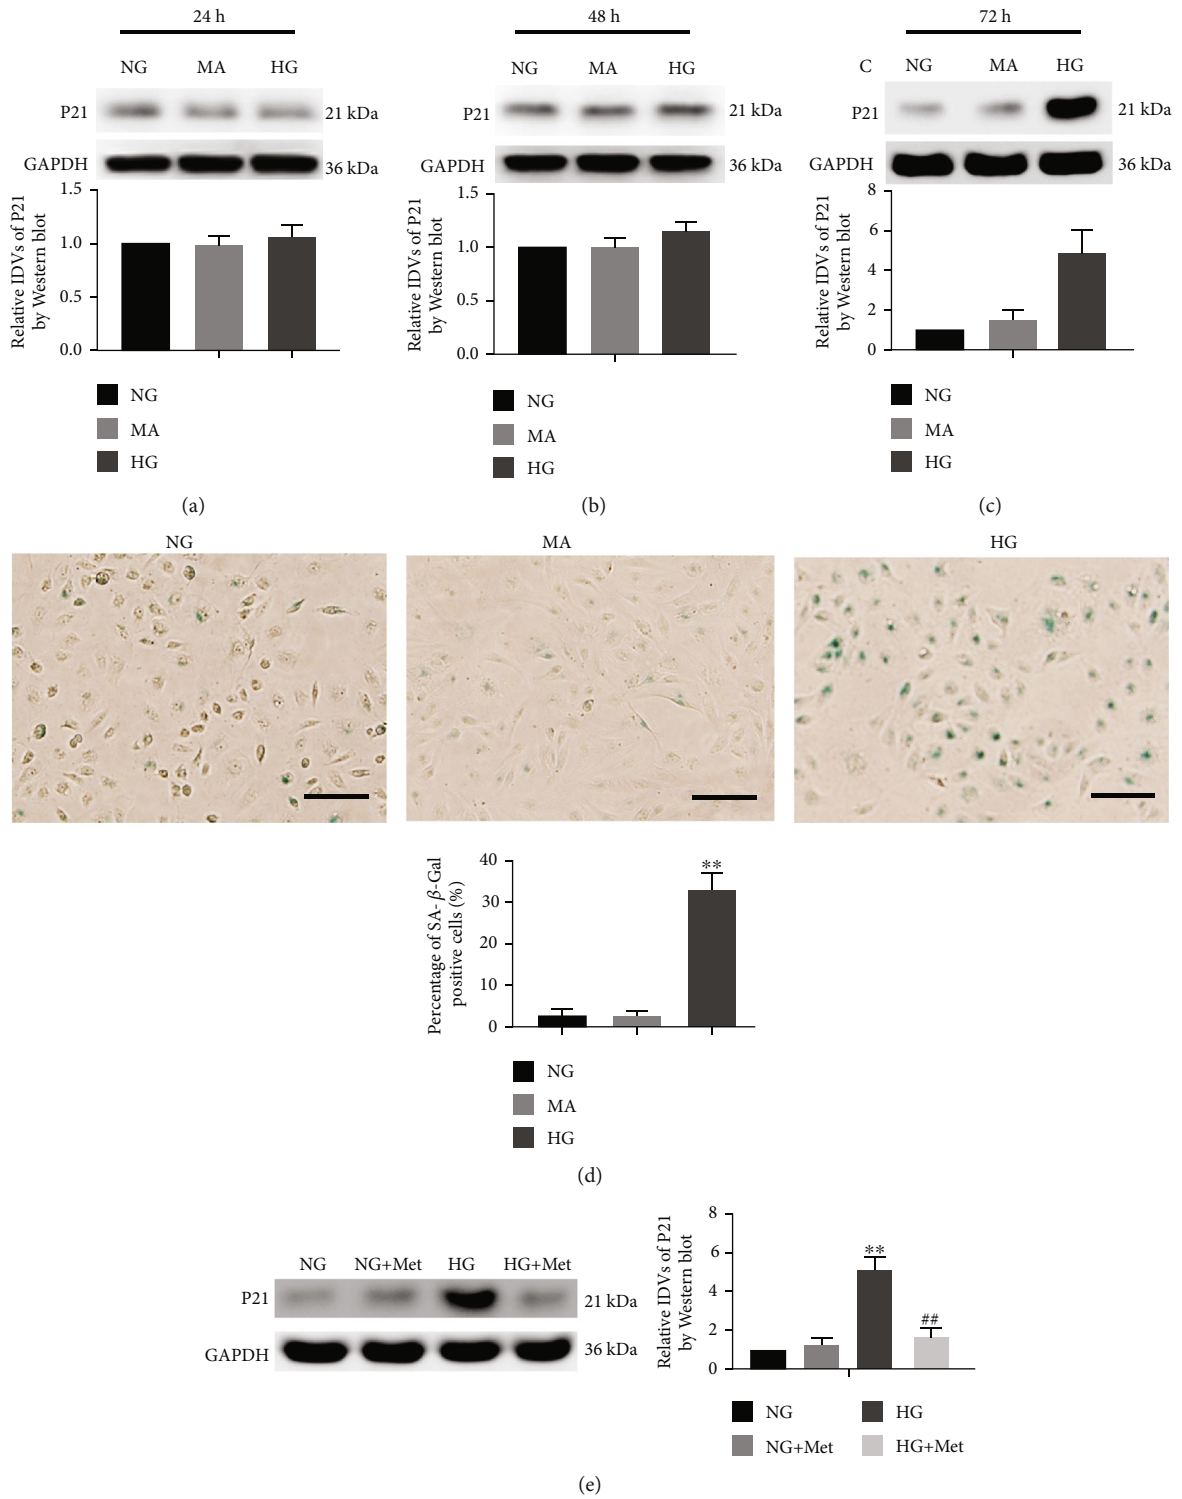 24 h
NG MA HG
P21 21 kDa
GAPDH 36 kDa
Relative IDVs of P21
by Western blot
1.5
1.0
0.5
0.0
NG
MA
HG
(a)
48 h
NG MA HG
P21 21 kDa
GAPDH 36 kDa
Relative IDVs of P21
by Western blot
1.5
1.0
0.5
0.0
NG
MA
HG
(b)
72 h
C NG MA HG
P21 21 kDa
GAPDH 36 kDa
Relative IDVs of P21
by Western blot
8
6
4
2
0
NG
MA
HG
(c)
NG MA HG
Percentage of SA-β-Gal
positive cells (%)
40
30
20
10
0
**
NG
MA
HG
(d)
NG NG+Met HG HG+Met
P21 21 kDa
GAPDH 36 kDa
Relative IDVs of P21
by Western blot
8
6
4
2
0
**
##
NG HG
NG+Met HG+Met
(e)